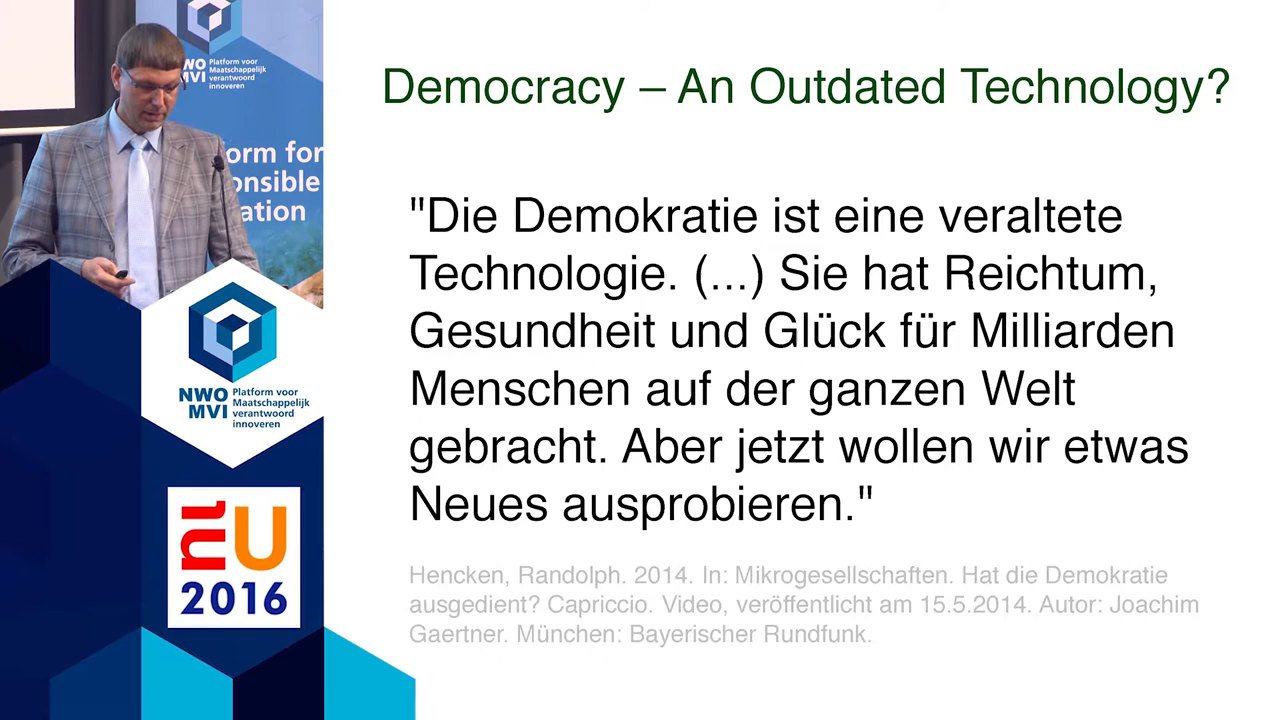 NWO
MVI
Platform voor
Maatschappelijk
verantwoord
innoveren
form for
onsible
ation
NWO
MVI
Platform voor
Maatschappelijk
verantwoord
innoveren
nlU
2016
Democracy – An Outdated Technology?
"Die Demokratie ist eine veraltete
Technologie. (...) Sie hat Reichtum,
Gesundheit und Glück für Milliarden
Menschen auf der ganzen Welt
gebracht. Aber jetzt wollen wir etwas
Neues ausprobieren."
Hencken, Randolph. 2014. In: Mikrogesellschaften. Hat die Demokratie
ausgedient? Capriccio. Video, veröffentlicht am 15.5.2014. Autor: Joachim
Gaertner. München: Bayerischer Rundfunk.